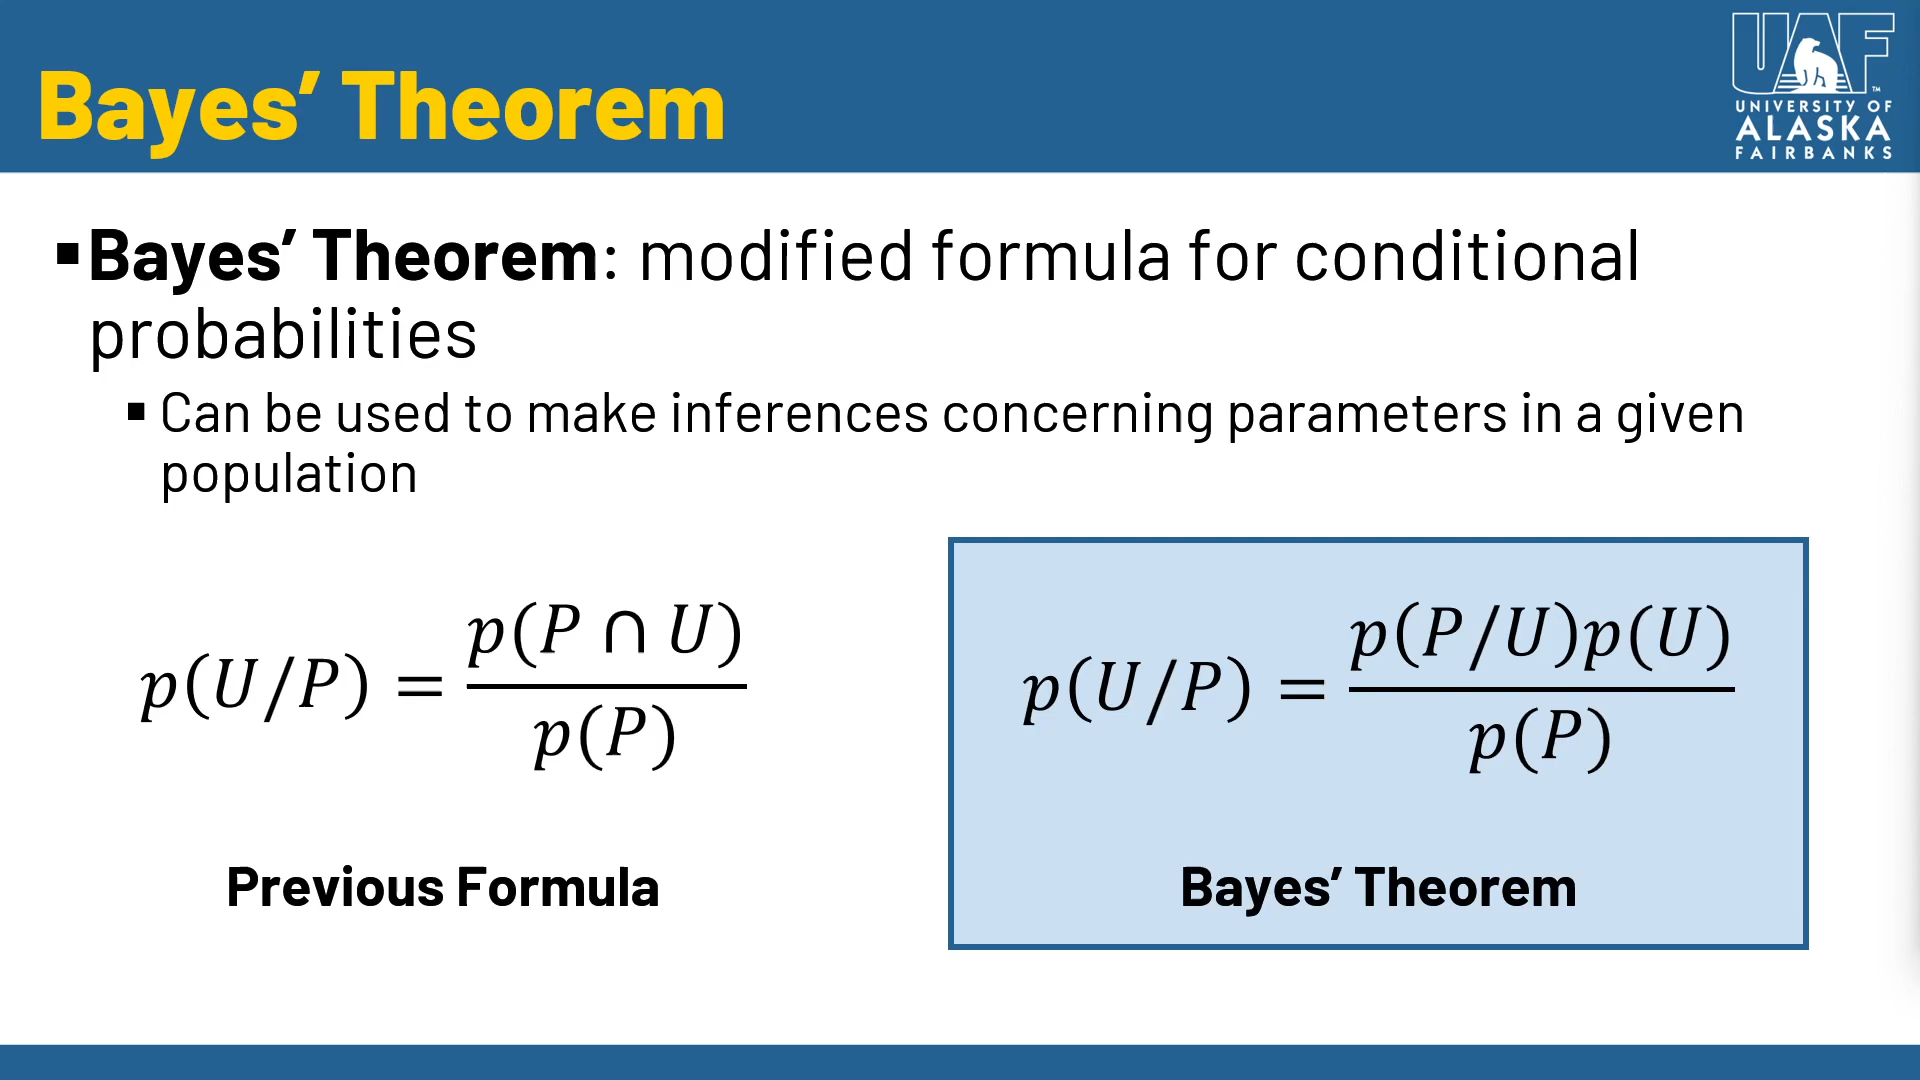 Bayes’ Theorem
UAF
™
UNIVERSITY OF
ALASKA
FAIRBANKS
▪Bayes’ Theorem: modified formula for conditional
probabilities
▪ Can be used to make inferences concerning parameters in a given
population
p(U/P) = p(P ∩ U) / p(P)
p(U/P) = p(P/U)p(U) / p(P)
Previous Formula
Bayes’ Theorem